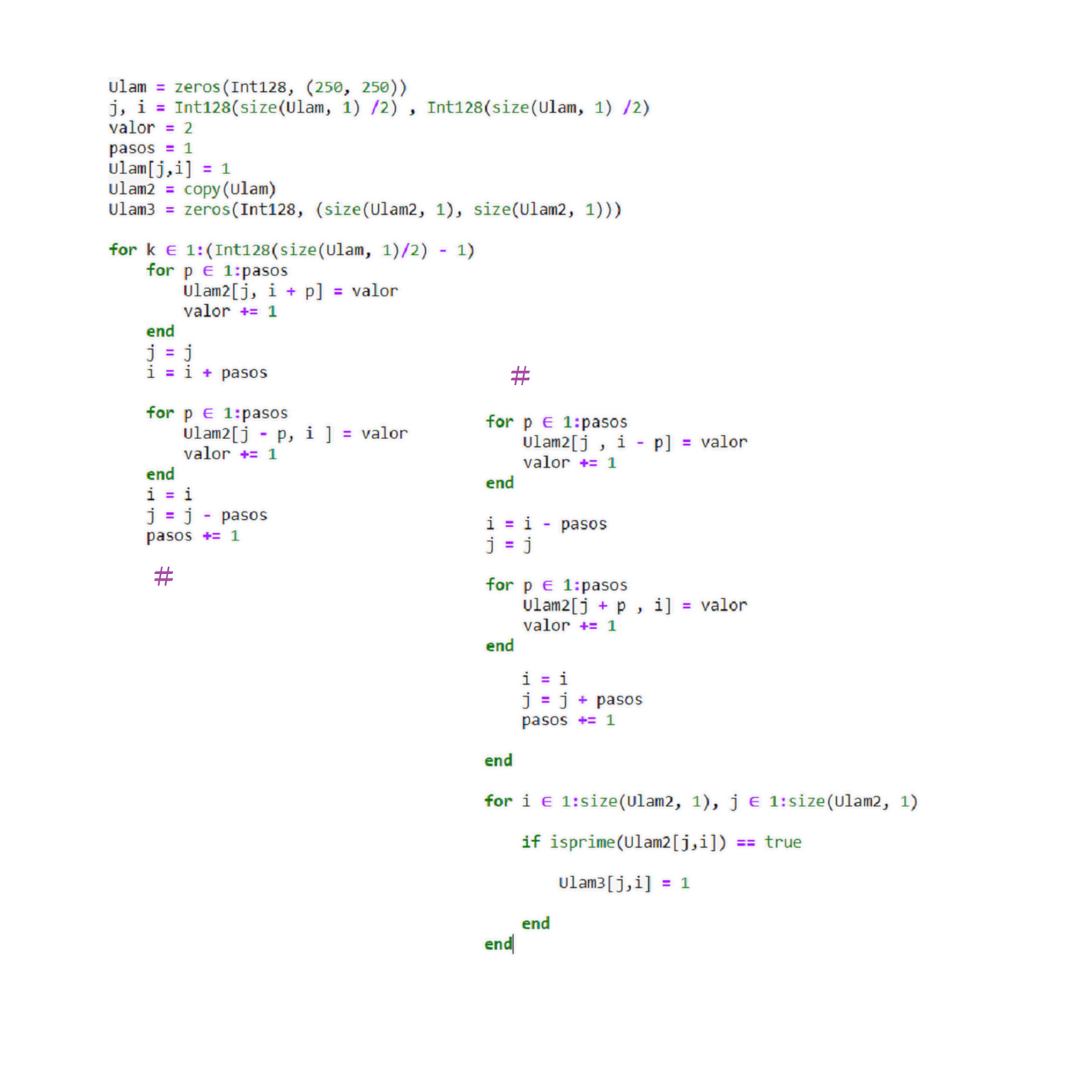 Ulam = zeros(Int128, (250, 250))
j, i = Int128(size(Ulam, 1) /2) , Int128(size(Ulam, 1) /2)
valor = 2
pasos = 1
Ulam[j,i] = 1
Ulam2 = copy(Ulam)
Ulam3 = zeros(Int128, (size(Ulam2, 1), size(Ulam2, 1)))
for k ∈ 1:(Int128(size(Ulam, 1)/2) - 1)
    for p ∈ 1:pasos
        Ulam2[j, i + p] = valor
        valor += 1
    end
    j = j
    i = i + pasos
    for p ∈ 1:pasos
        Ulam2[j - p, i ] = valor
        valor += 1
    end
    i = i
    j = j - pasos
    pasos += 1
#
#
for p ∈ 1:pasos
    Ulam2[j , i - p] = valor
    valor += 1
end
i = i - pasos
j = j
for p ∈ 1:pasos
    Ulam2[j + p , i] = valor
    valor += 1
end
    i = i
    j = j + pasos
    pasos += 1
end
for i ∈ 1:size(Ulam2, 1), j ∈ 1:size(Ulam2, 1)
    if isprime(Ulam2[j,i]) == true
        Ulam3[j,i] = 1
    end
end